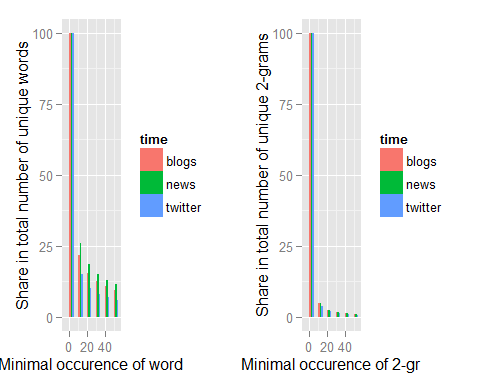 Share in total number of unique words
100
75
50
25
0
0 20 40
Minimal occurence of word
time
blogs
news
twitter
Share in total number of unique 2-grams
100
75
50
25
0
0 20 40
Minimal occurence of 2-gr
time
blogs
news
twitter